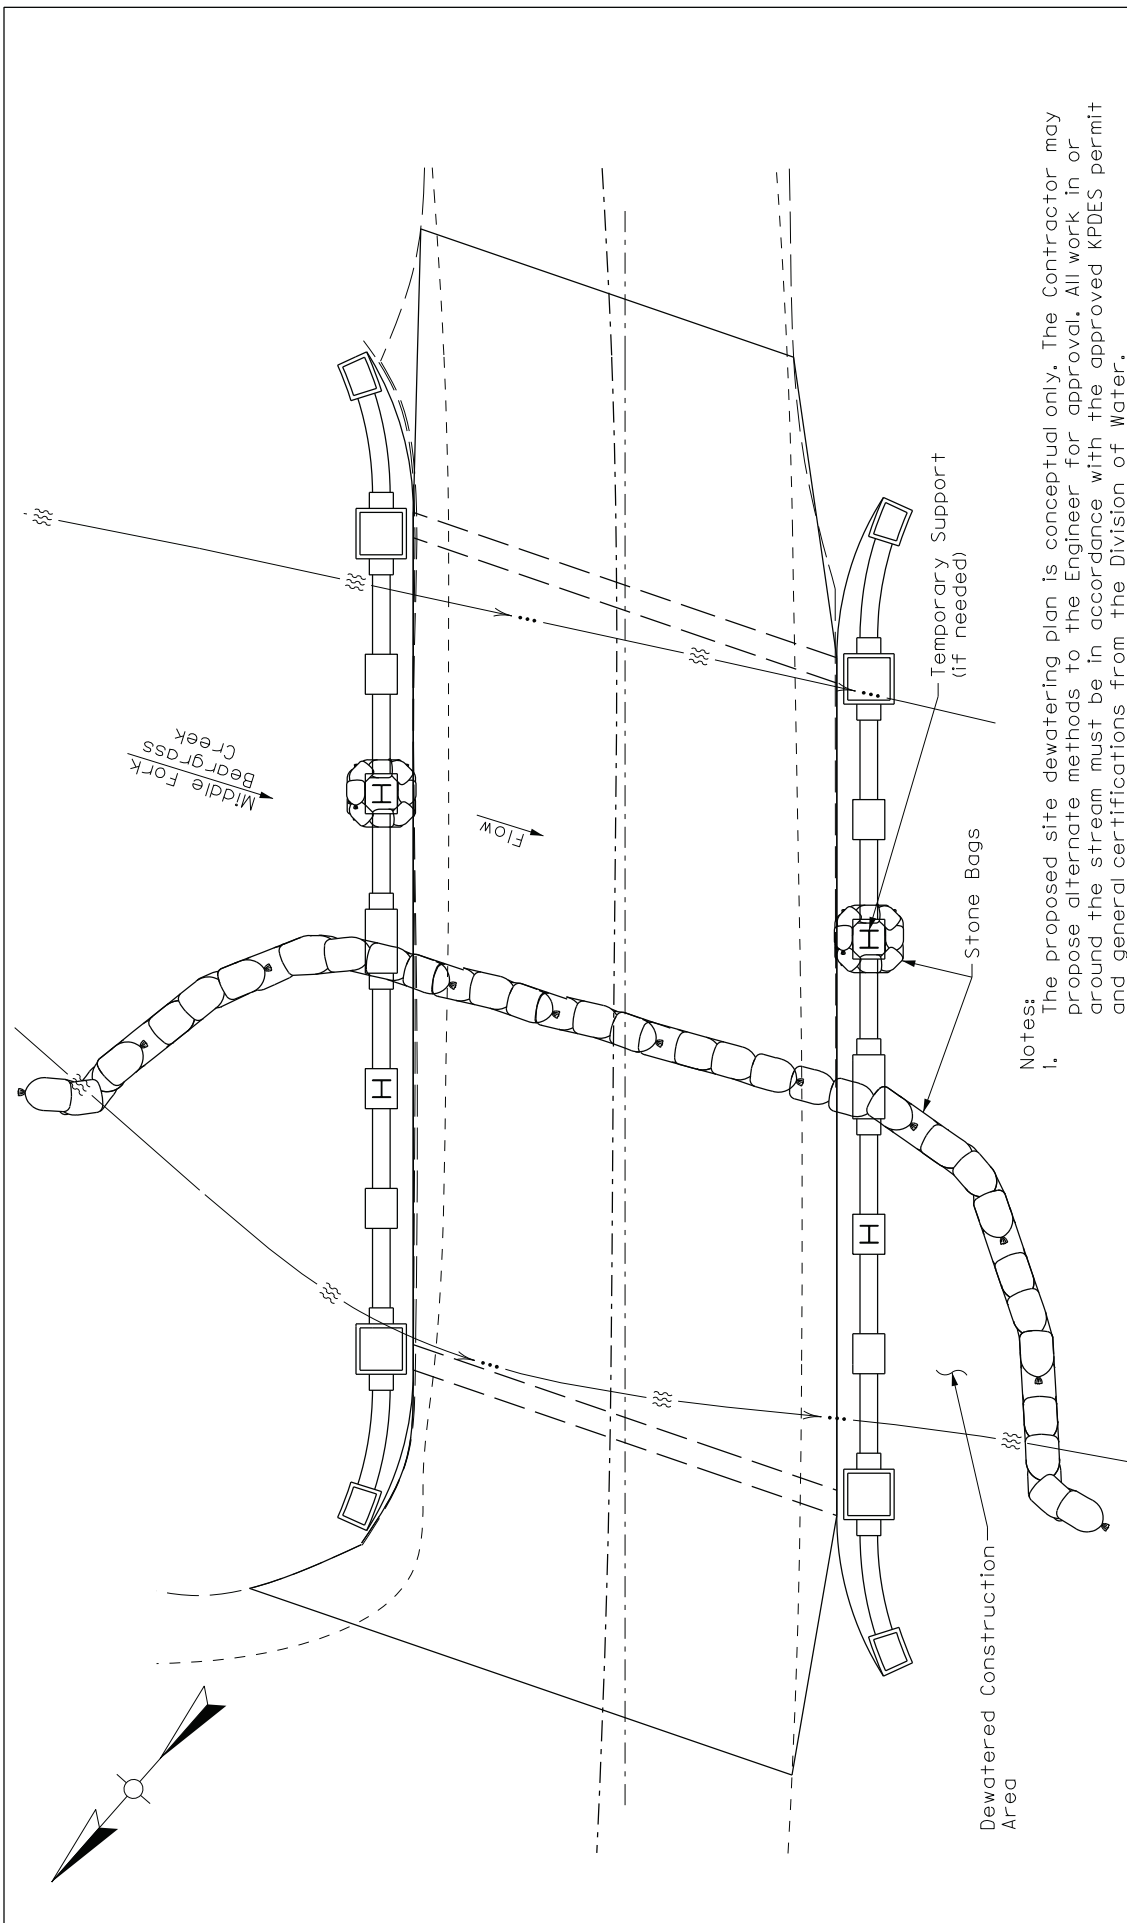 Middle Fork
Beargrass
Creek
Flow
H
H
H
H
Temporary Support
(if needed)
Stone Bags
Dewatered Construction
Area
Notes:
1. The proposed site dewatering plan is conceptual only. The Contractor may
propose alternate methods to the Engineer for approval. All work in or
around the stream must be in accordance with the approved KPDES permit
and general certifications from the Division of Water.